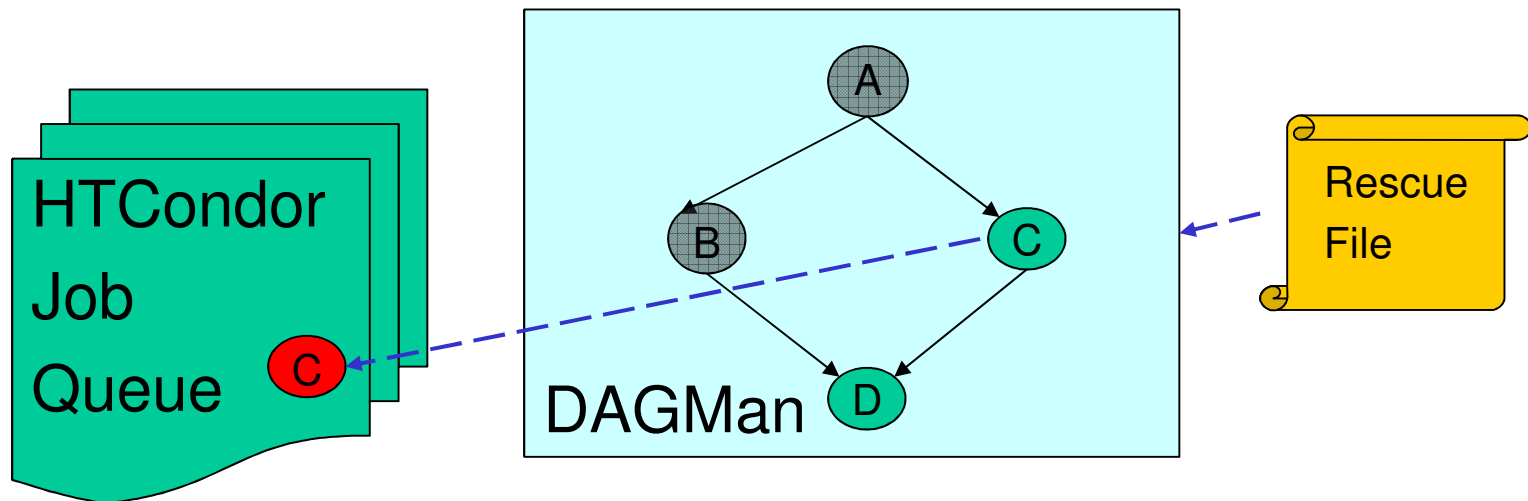 HTCondor
Job
Queue
C
A
B
C
D
DAGMan
Rescue
File